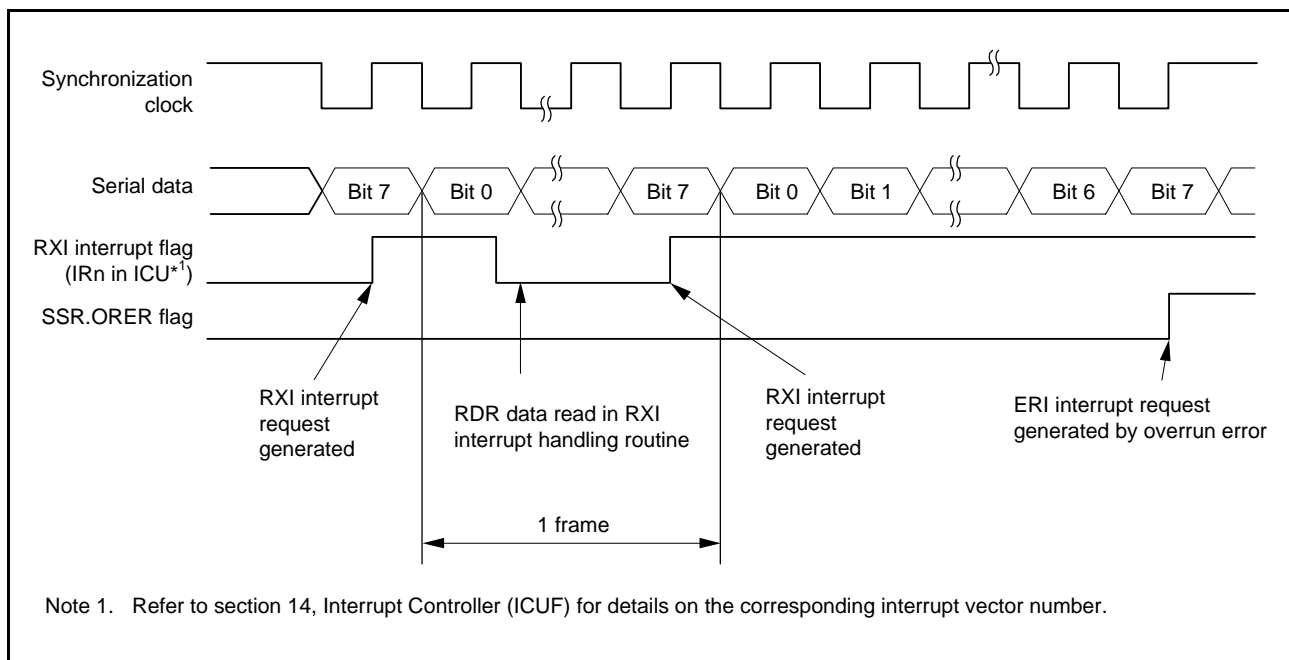 Synchronization
clock
Serial data
Bit 7
Bit 0
Bit 7
Bit 0
Bit 1
Bit 6
Bit 7
RXI interrupt flag
(IRn in ICU*1)
SSR.ORER flag
RXI interrupt
request
generated
RDR data read in RXI
interrupt handling routine
RXI interrupt
request
generated
ERI interrupt request
generated by overrun error
1 frame
Note 1. Refer to section 14, Interrupt Controller (ICUF) for details on the corresponding interrupt vector number.